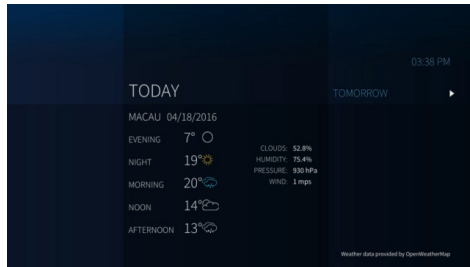 03:38 PM
TODAY
TOMORROW
MACAU 04/18/2016
EVENING 7°
NIGHT 19°
MORNING 20°
NOON 14°
AFTERNOON 13°
CLOUDS: 52.8%
HUMIDITY: 75.4%
PRESSURE: 930 hPa
WIND: 1 mps
Weather data provided by OpenWeatherMap